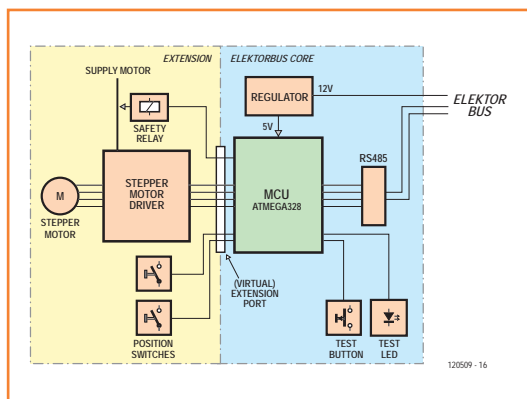 EXTENSION
ELEKTORBUS CORE
SUPPLY MOTOR
SAFETY
RELAY
REGULATOR
12V
5V
ELEKTOR
BUS
RS485
M
STEPPER
MOTOR
STEPPER
MOTOR
DRIVER
MCU
ATMEGA328
(VIRTUAL)
EXTENSION
PORT
POSITION
SWITCHES
TEST
BUTTON
TEST
LED
120509 - 16